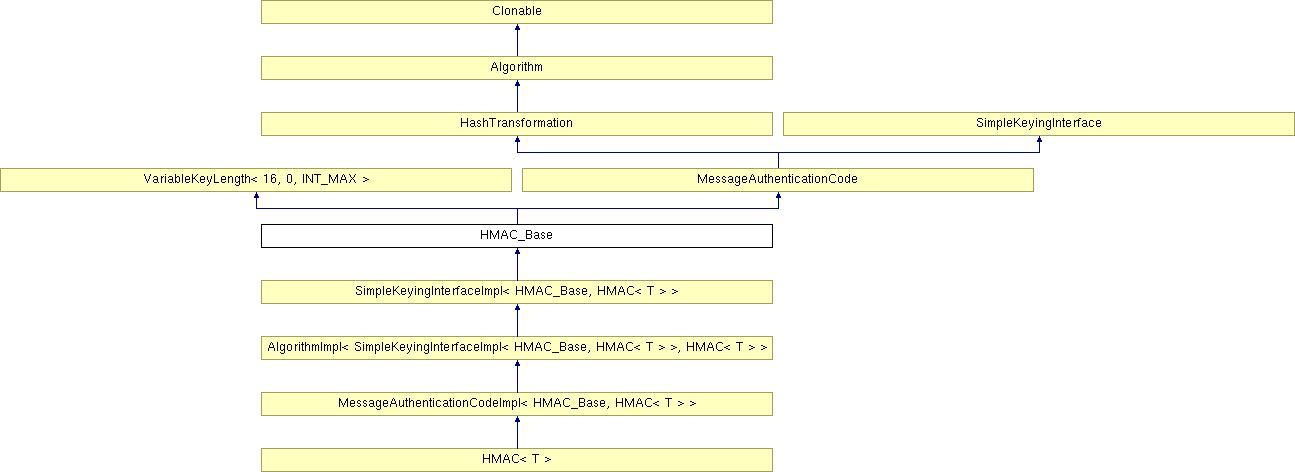 Clonable
Algorithm
HashTransformation
SimpleKeyingInterface
VariableKeyLength< 16, 0, INT_MAX >
MessageAuthenticationCode
HMAC_Base
SimpleKeyingInterfaceImpl< HMAC_Base, HMAC< T > >
AlgorithmImpl< SimpleKeyingInterfaceImpl< HMAC_Base, HMAC< T > >, HMAC< T > >
MessageAuthenticationCodeImpl< HMAC_Base, HMAC< T > >
HMAC< T >